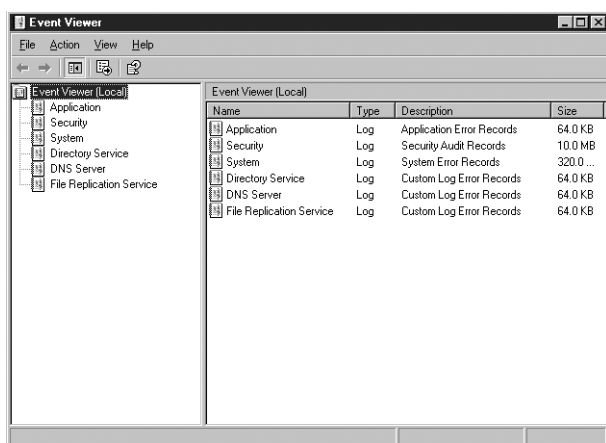 Event Viewer
File Action View Help
Event Viewer (Local)
Application
Security
System
Directory Service
DNS Server
File Replication Service
Event Viewer (Local)
Name Type Description Size
Application Log Application Error Records 64.0 KB
Security Log Security Audit Records 10.0 MB
System Log System Error Records 320.0 ...
Directory Service Log Custom Log Error Records 64.0 KB
DNS Server Log Custom Log Error Records 64.0 KB
File Replication Service Log Custom Log Error Records 64.0 KB